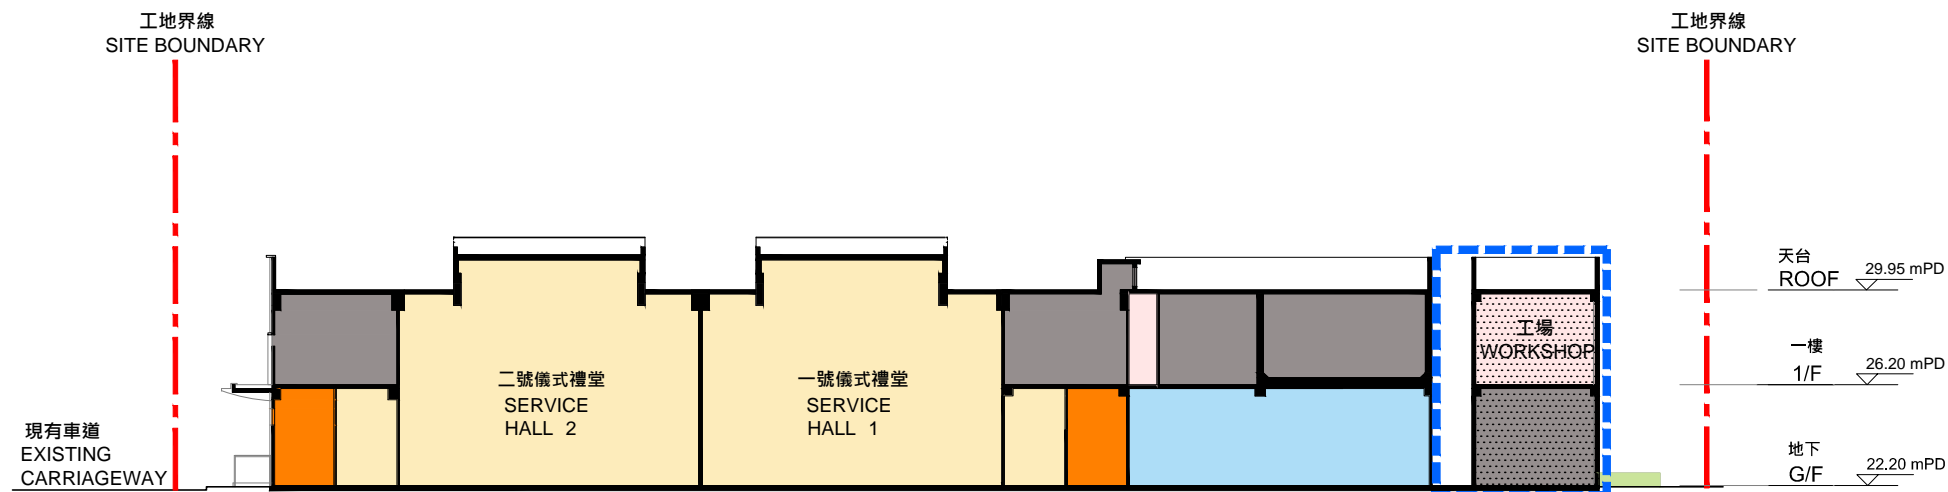 工地界線
SITE BOUNDARY
工地界線
SITE BOUNDARY
天台
ROOF
29.95 mPD
工場
WORKSHOP
一樓
1/F
26.20 mPD
二號儀式禮堂
SERVICE
HALL 2
一號儀式禮堂
SERVICE
HALL 1
現有車道
EXISTING
CARRIAGEWAY
地下
G/F
22.20 mPD